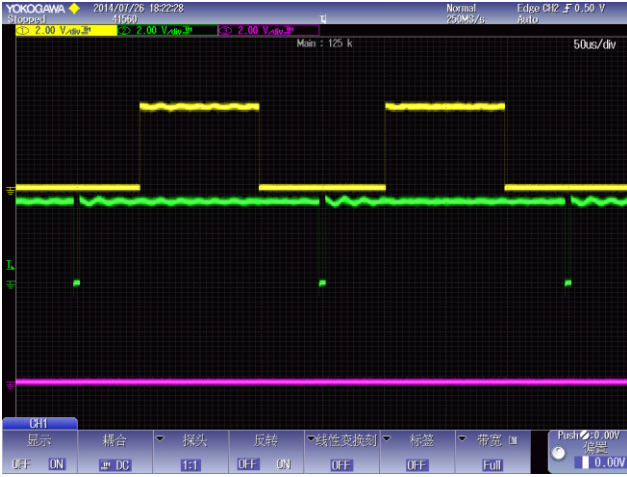 YOKOGAWA 2014/07/26 18:22:28 Normal Edge CH2 0.50 V
Stopped 41560 250MS/s Auto
① 2.00 V/div ② 2.00 V/div ③ 2.00 V/div
Main : 125 k 50us/div
CH1
显示 耦合 探头 反转 线性变换刻 标签 带宽 Push :0.00V
偏置
OFF ON DC 1:1 OFF ON OFF OFF Full 0.00V